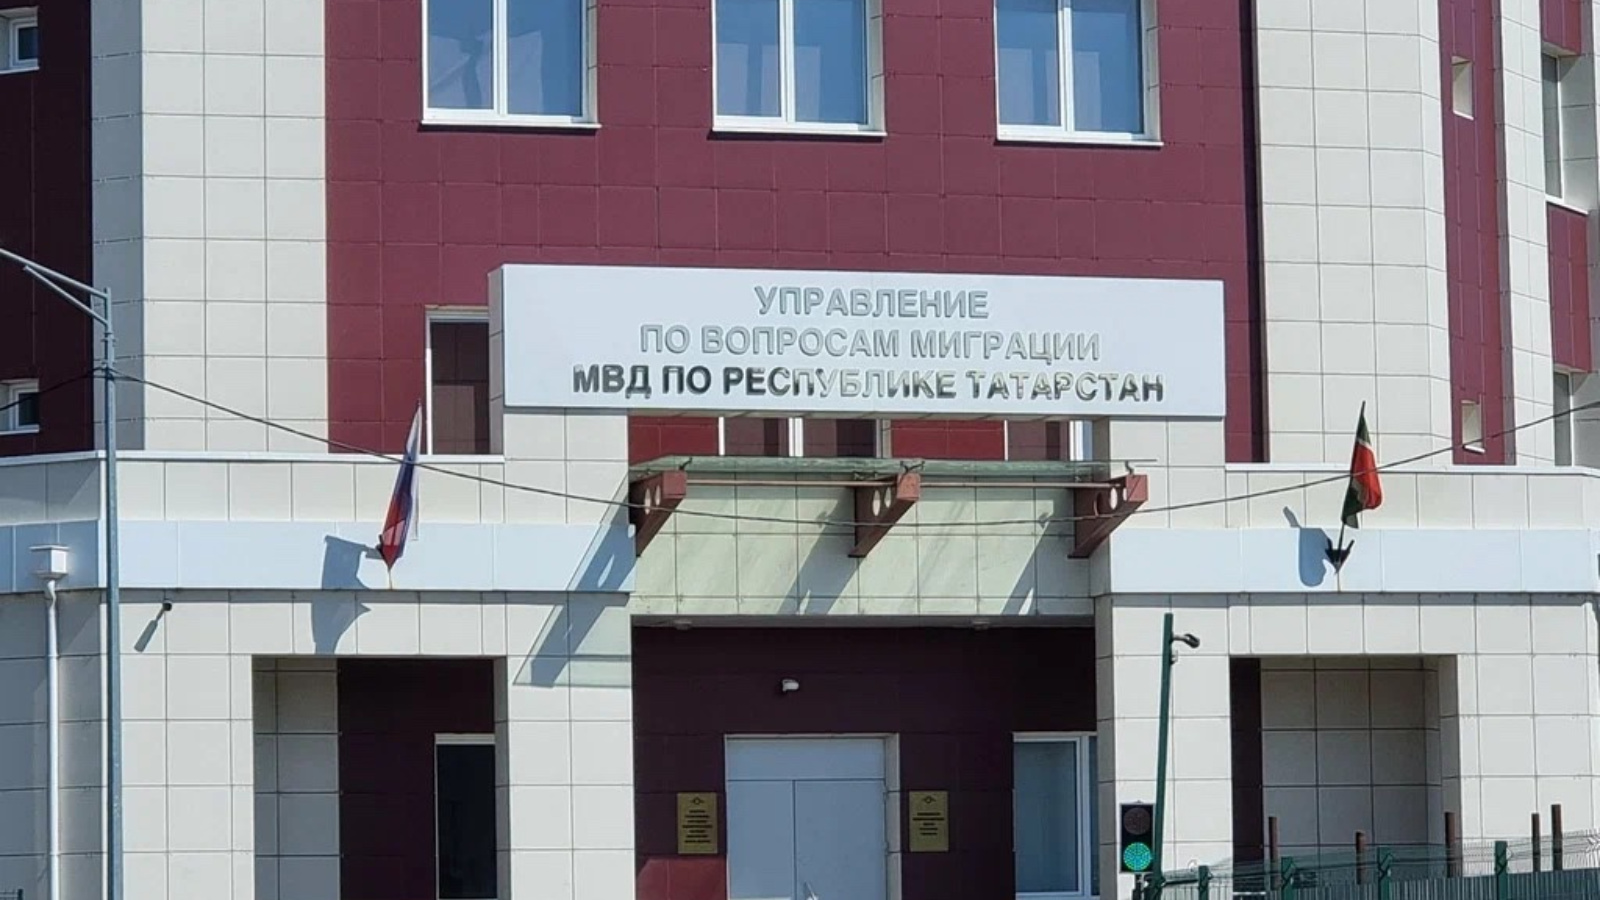 УПРАВЛЕНИЕ
ПО ВОПРОСАМ МИГРАЦИИ
МВД ПО РЕСПУБЛИКЕ ТАТАРСТАН